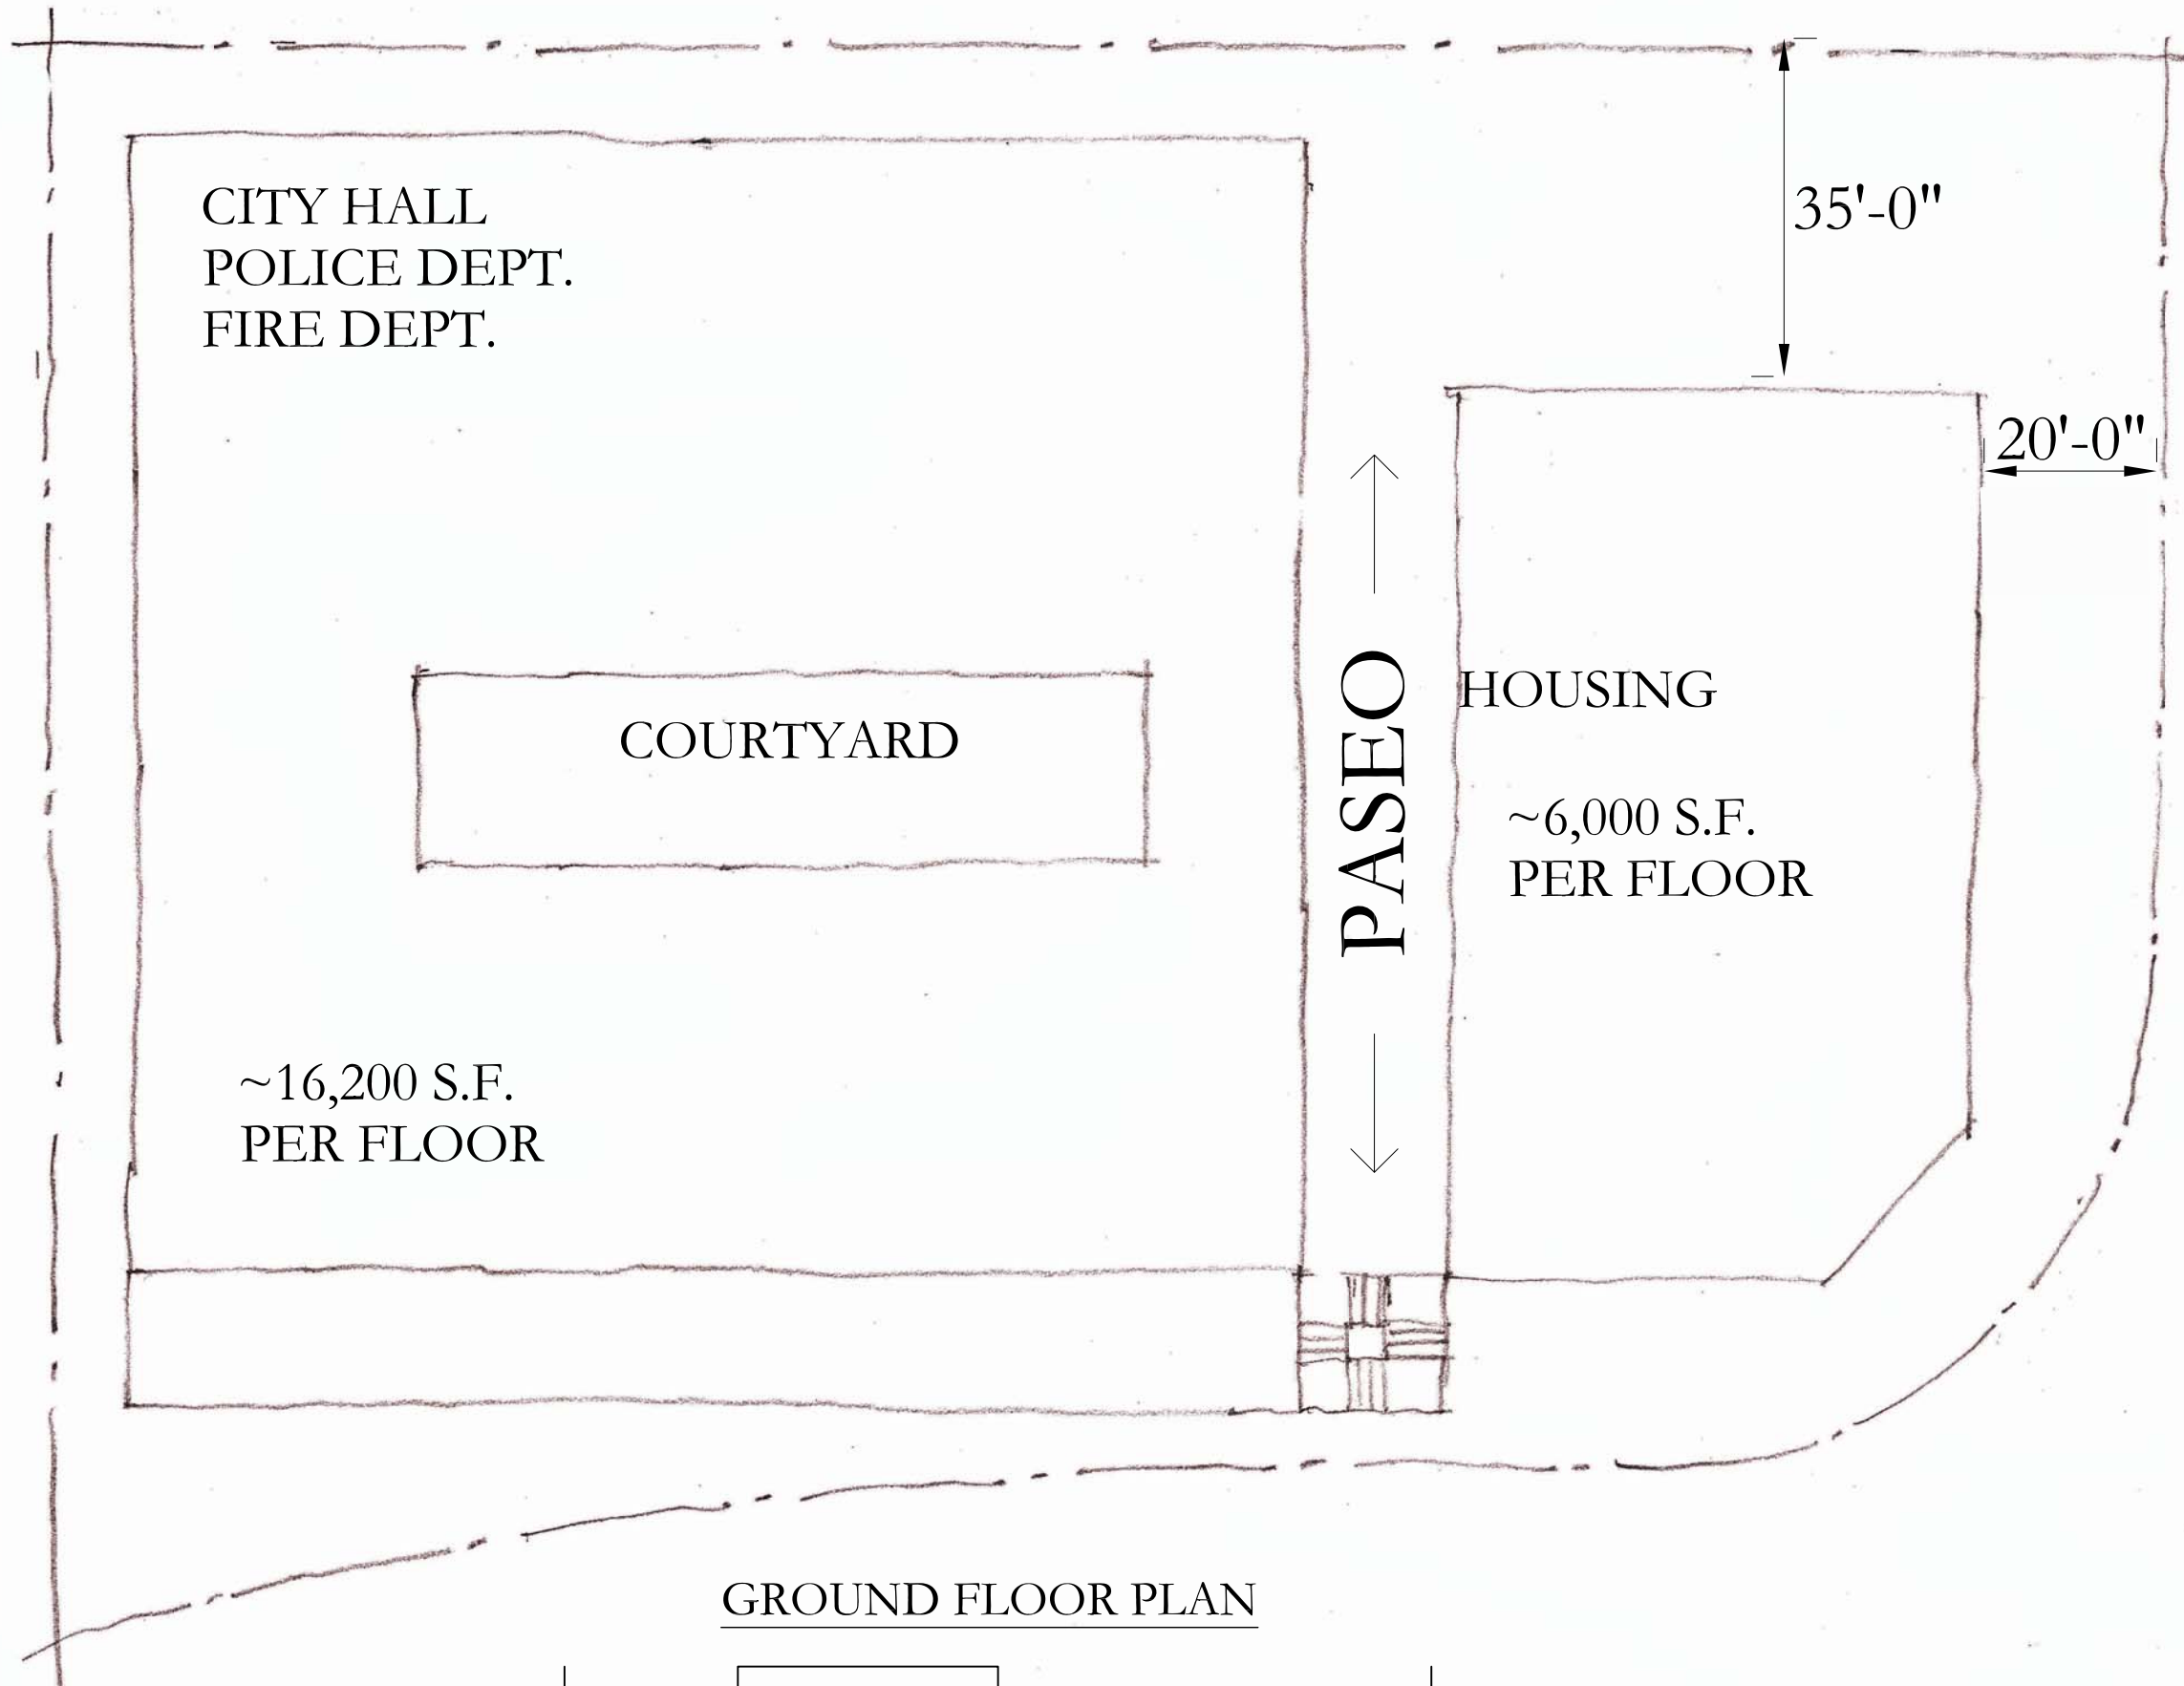 CITY HALL
POLICE DEPT.
FIRE DEPT.
35'-0"
20'-0"
COURTYARD
PASEO
HOUSING
~6,000 S.F.
PER FLOOR
~16,200 S.F.
PER FLOOR
GROUND FLOOR PLAN